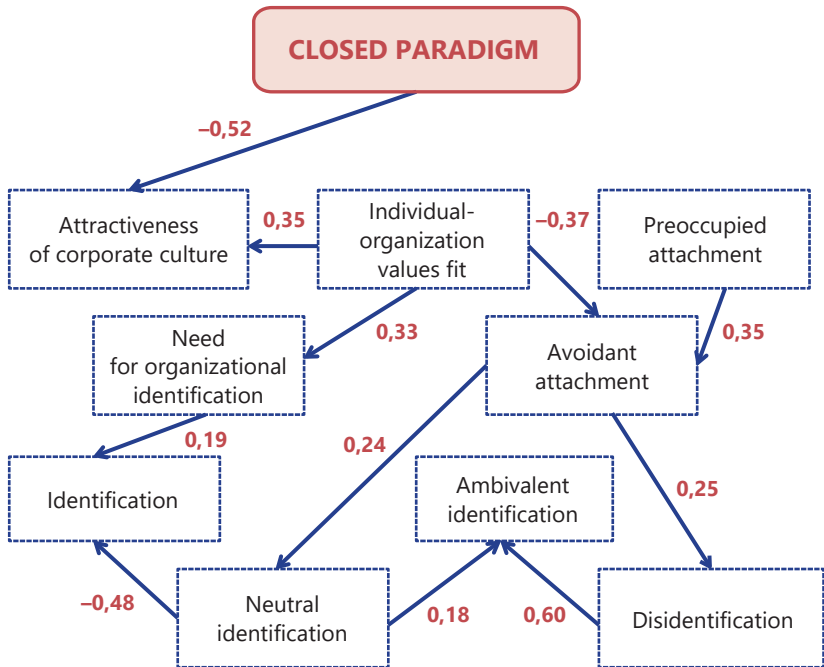 CLOSED PARADIGM
–0,52
Attractiveness
of corporate culture
0,35
Individual-
organization
values fit
–0,37
Preoccupied
attachment
Need
for organizational
identification
0,33
Avoidant
attachment
0,35
0,19
0,24
Identification
Ambivalent
identification
0,25
–0,48
Neutral
identification
0,18
0,60
Disidentification